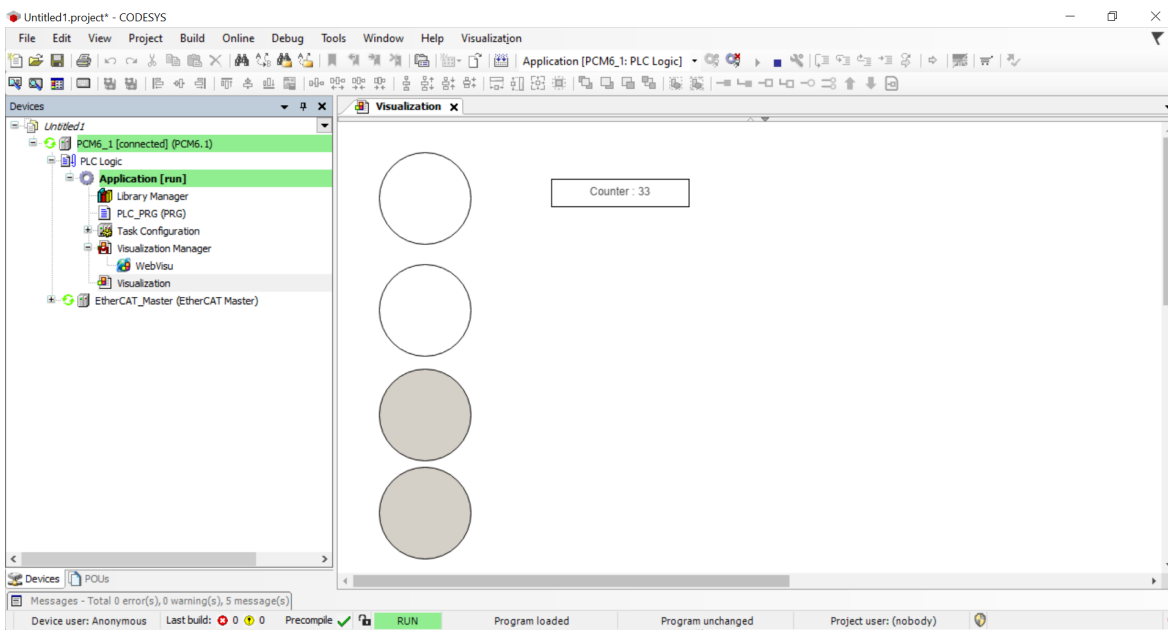 Untitled1.project* - CODESYS
File Edit View Project Build Online Debug Tools Window Help Visualization
Application [PCM6_1: PLC Logic]
Devices
Visualization
Untitled1
PCM6_1 [connected] (PCM6.1)
PLC Logic
Application [run]
Library Manager
PLC_PRG (PRG)
Task Configuration
Visualization Manager
WebVisu
Visualization
EtherCAT_Master (EtherCAT Master)
Counter : 33
Devices POUs
Messages - Total 0 error(s), 0 warning(s), 5 message(s)
Device user: Anonymous Last build: 0 0 Precompile RUN Program loaded Program unchanged Project user: (nobody)